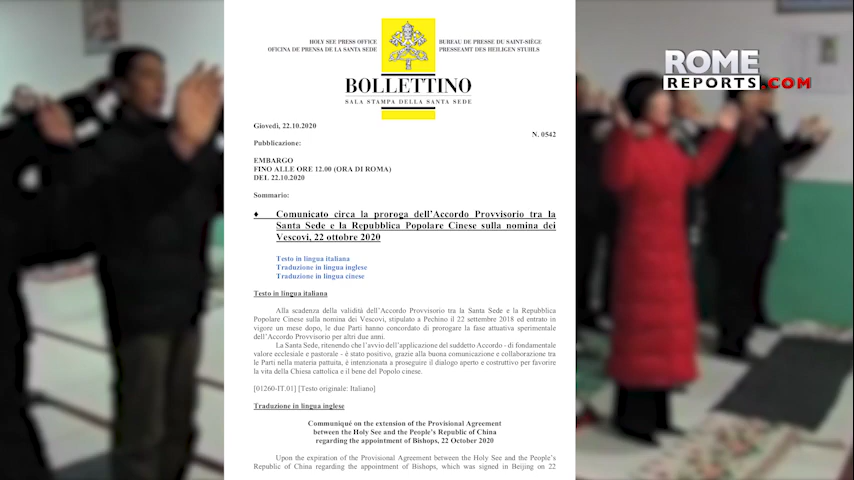 HOLY SEE PRESS OFFICE
OFICINA DE PRENSA DE LA SANTA SEDE
BUREAU DE PRESSE DU SAINT-SIÈGE
PRESSEAMT DES HEILIGEN STUHLS
BOLLETTINO
SALA STAMPA DELLA SANTA SEDE
ROME
REPORTS.COM
Giovedì, 22.10.2020
N. 0542
Pubblicazione:
EMBARGO
FINO ALLE ORE 12.00 (ORA DI ROMA)
DEL 22.10.2020
Sommario:
♦ Comunicato circa la proroga dell'Accordo Provvisorio tra la
Santa Sede e la Repubblica Popolare Cinese sulla nomina dei
Vescovi, 22 ottobre 2020
Testo in lingua italiana
Traduzione in lingua inglese
Traduzione in lingua cinese
Testo in lingua italiana
Alla scadenza della validità dell'Accordo Provvisorio tra la Santa Sede e la Repubblica
Popolare Cinese sulla nomina dei Vescovi, stipulato a Pechino il 22 settembre 2018 ed entrato in
vigore un mese dopo, le due Parti hanno concordato di prorogare la fase attuativa sperimentale
dell'Accordo Provvisorio per altri due anni.
La Santa Sede, ritenendo che l'avvio dell'applicazione del suddetto Accordo - di fondamentale
valore ecclesiale e pastorale - è stato positivo, grazie alla buona comunicazione e collaborazione tra
le Parti nella materia pattuita, è intenzionata a proseguire il dialogo aperto e costruttivo per favorire
la vita della Chiesa cattolica e il bene del Popolo cinese.
[01260-IT.01] [Testo originale: Italiano]
Traduzione in lingua inglese
Communiqué on the extension of the Provisional Agreement
between the Holy See and the People's Republic of China
regarding the appointment of Bishops, 22 October 2020
Upon the expiration of the Provisional Agreement between the Holy See and the People's
Republic of China regarding the appointment of Bishops, which was signed in Beijing on 22